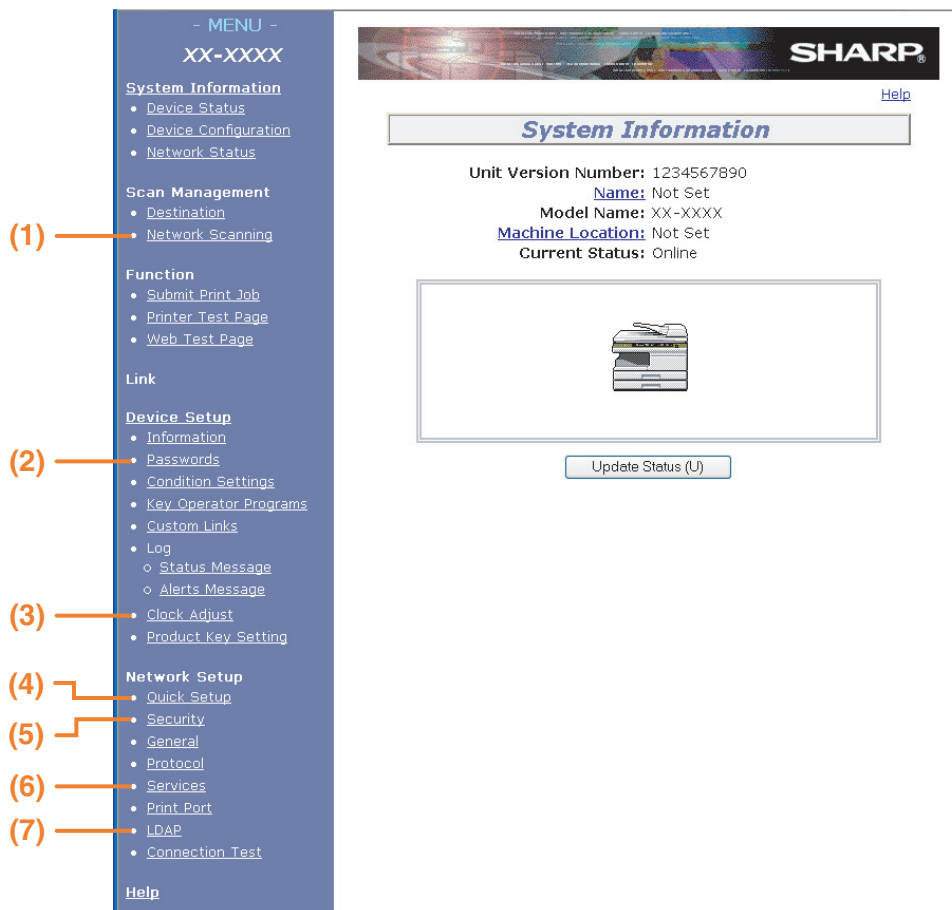 - MENU -
XX-XXXX
System Information
• Device Status
• Device Configuration
• Network Status
Scan Management
• Destination
(1)
• Network Scanning
Function
• Submit Print Job
• Printer Test Page
• Web Test Page
Link
Device Setup
• Information
(2)
• Passwords
• Condition Settings
• Key Operator Programs
• Custom Links
• Log
o Status Message
o Alerts Message
(3)
• Clock Adjust
• Product Key Setting
Network Setup
(4)
• Quick Setup
(5)
• Security
• General
• Protocol
(6)
• Services
• Print Port
(7)
• LDAP
• Connection Test
Help
SHARP®
Help
System Information
Unit Version Number: 1234567890
Name: Not Set
Model Name: XX-XXXX
Machine Location: Not Set
Current Status: Online
Update Status (U)